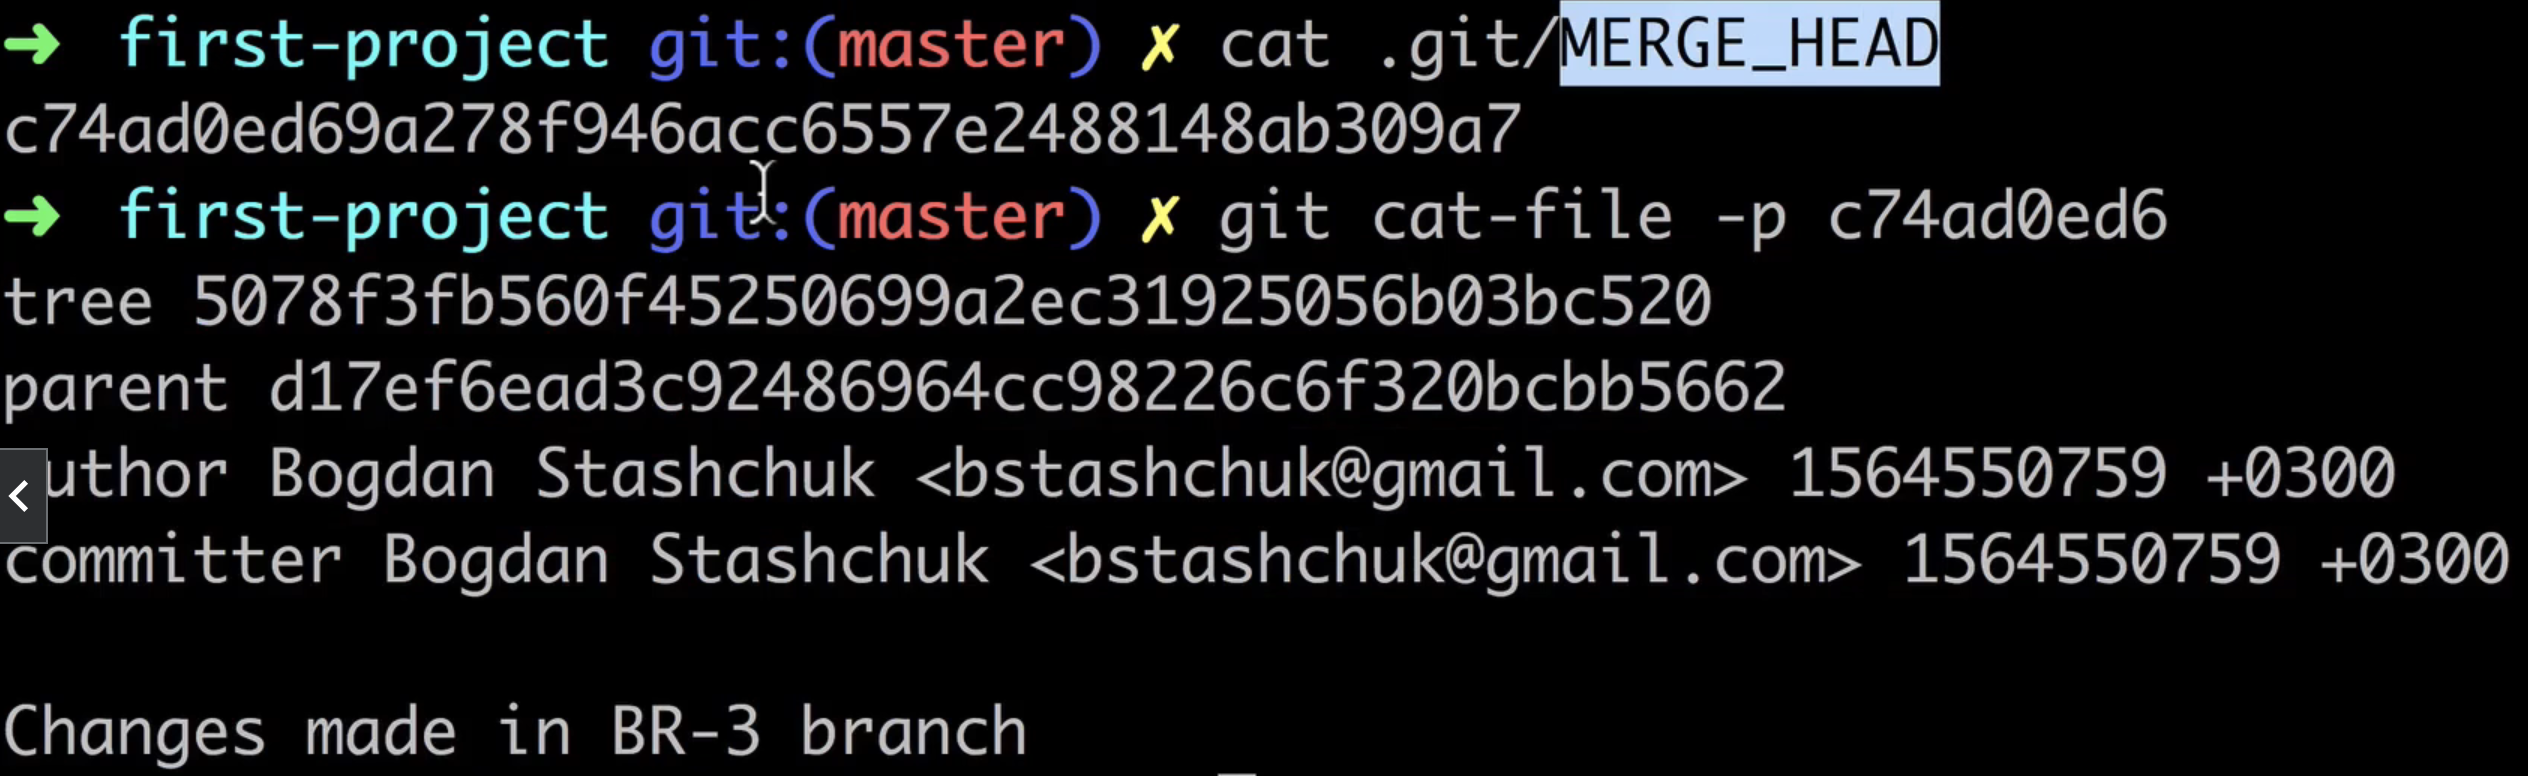 ➜ first-project git:(master) ✗ cat .git/MERGE_HEAD
c74ad0ed69a278f946acc6557e2488148ab309a7
➜ first-project git:(master) ✗ git cat-file -p c74ad0ed6
tree 5078f3fb560f45250699a2ec31925056b03bc520
parent d17ef6ead3c92486964cc98226c6f320bcbb5662
uthor Bogdan Stashchuk <bstashchuk@gmail.com> 1564550759 +0300
committer Bogdan Stashchuk <bstashchuk@gmail.com> 1564550759 +0300
Changes made in BR-3 branch